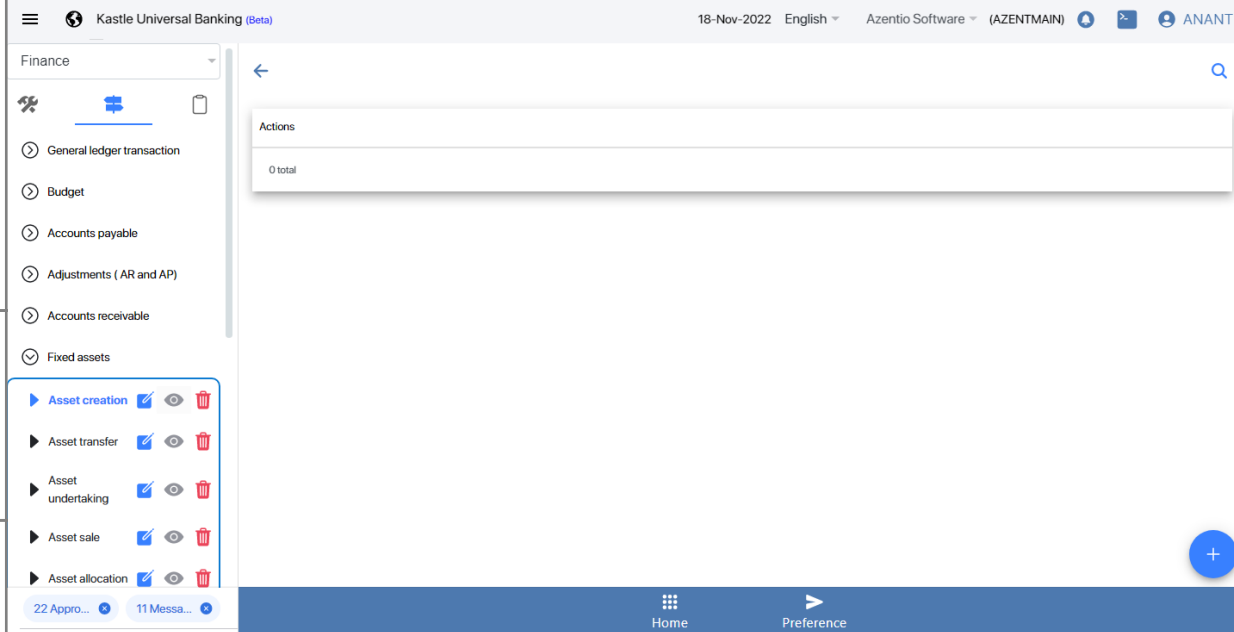 Kastle Universal Banking (Beta)
18-Nov-2022 English Azentio Software (AZENTMAIN) ANANT
Finance
Actions
0 total
General ledger transaction
Budget
Accounts payable
Adjustments ( AR and AP)
Accounts receivable
Fixed assets
Asset creation
Asset transfer
Asset
undertaking
Asset sale
Asset allocation
22 Appro... 11 Messa...
Home
Preference